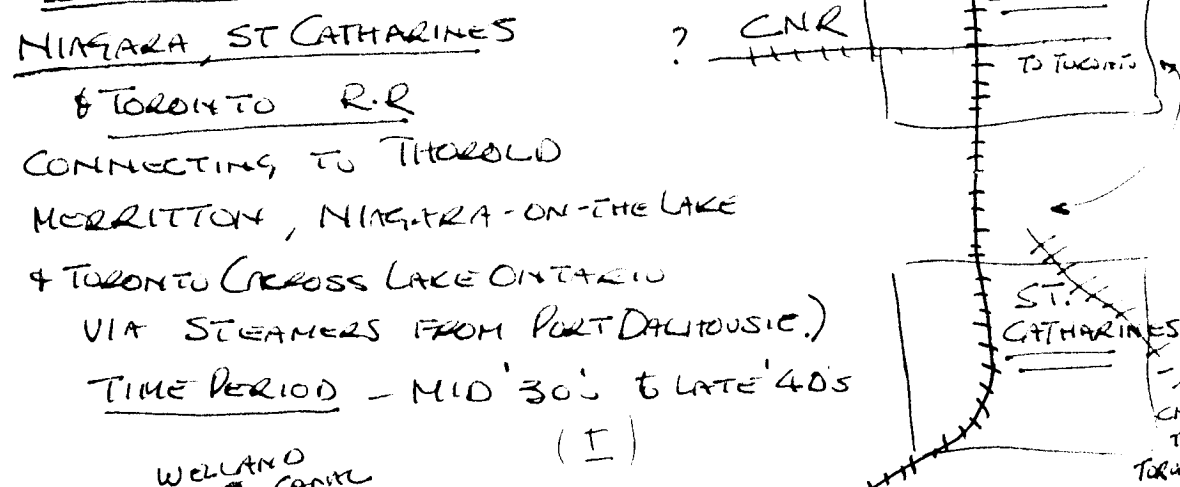 NIAGARA, ST CATHARINES
& TORONTO R.R
CONNECTING TO THOROLD
MERRITTON, NIAGARA-ON-THE LAKE
& TORONTO (ACROSS LAKE ONTARIO
VIA STEAMERS FROM PORT DALHOUSIE.)
TIME PERIOD - MID '30's to LATE '40's
(I)
WELLAND
CANAL
? CNR
TO TORONTO
ST.
CATHARINES